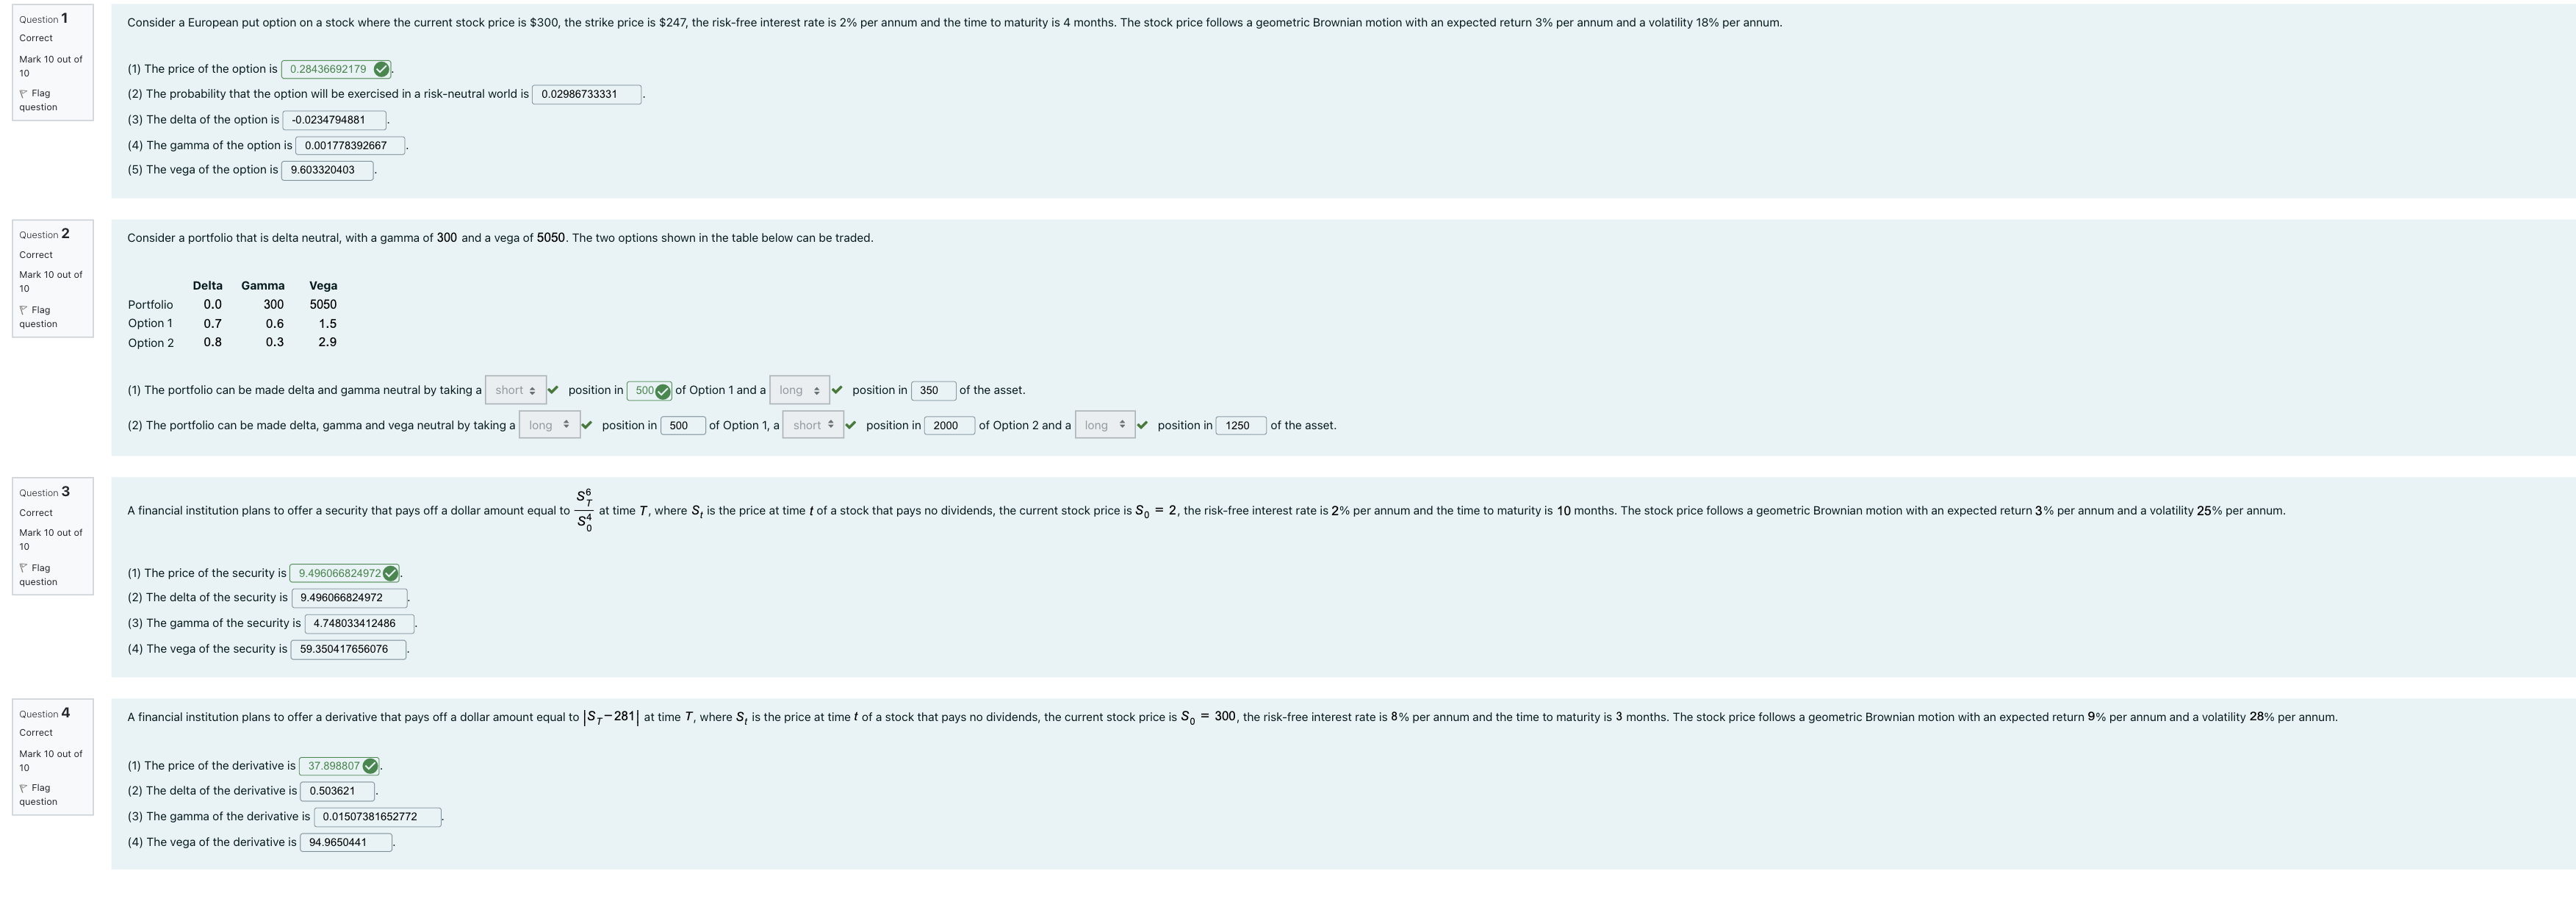 Question 1
Correct
Mark 10 out of
10
Flag
question
Consider a European put option on a stock where the current stock price is $300, the strike price is $247, the risk-free interest rate is 2% per annum and the time to maturity is 4 months. The stock price follows a geometric Brownian motion with an expected return 3% per annum and a volatility 18% per annum.
(1) The price of the option is 0.28436692179.
(2) The probability that the option will be exercised in a risk-neutral world is 0.02986733331.
(3) The delta of the option is -0.0234794881.
(4) The gamma of the option is 0.001778392667.
(5) The vega of the option is 9.603320403.
Question 2
Correct
Mark 10 out of
10
Flag
question
Consider a portfolio that is delta neutral, with a gamma of 300 and a vega of 5050. The two options shown in the table below can be traded.
Delta Gamma Vega
Portfolio 0.0 300 5050
Option 1 0.7 0.6 1.5
Option 2 0.8 0.3 2.9
(1) The portfolio can be made delta and gamma neutral by taking a short position in 500 of Option 1 and a long position in 350 of the asset.
(2) The portfolio can be made delta, gamma and vega neutral by taking a long position in 500 of Option 1, a short position in 2000 of Option 2 and a long position in 1250 of the asset.
Question 3
Correct
Mark 10 out of
10
Flag
question
A financial institution plans to offer a security that pays off a dollar amount equal to S_T^6 / S_0^4 at time T, where S_t is the price at time t of a stock that pays no dividends, the current stock price is S_0 = 2, the risk-free interest rate is 2% per annum and the time to maturity is 10 months. The stock price follows a geometric Brownian motion with an expected return 3% per annum and a volatility 25% per annum.
(1) The price of the security is 9.496066824972.
(2) The delta of the security is 9.496066824972.
(3) The gamma of the security is 4.748033412486.
(4) The vega of the security is 59.350417656076.
Question 4
Correct
Mark 10 out of
10
Flag
question
A financial institution plans to offer a derivative that pays off a dollar amount equal to |S_T−281| at time T, where S_t is the price at time t of a stock that pays no dividends, the current stock price is S_0 = 300, the risk-free interest rate is 8% per annum and the time to maturity is 3 months. The stock price follows a geometric Brownian motion with an expected return 9% per annum and a volatility 28% per annum.
(1) The price of the derivative is 37.898807.
(2) The delta of the derivative is 0.503621.
(3) The gamma of the derivative is 0.01507381652772.
(4) The vega of the derivative is 94.9650441.